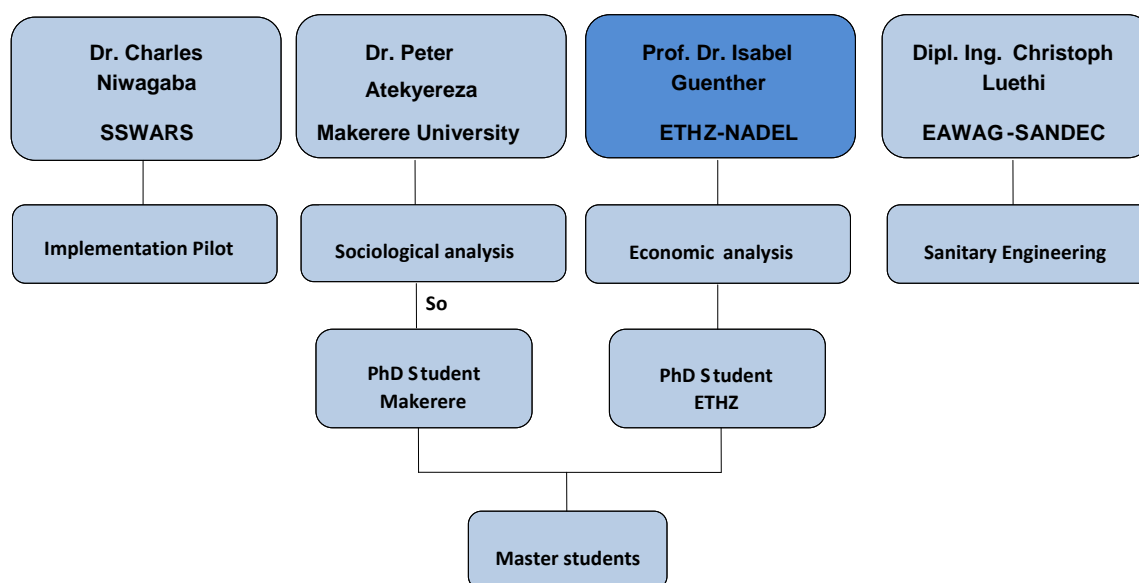 Dr. Charles
Niwagaba
SSWARS
Dr. Peter
Atekyereza
Makerere University
Prof. Dr. Isabel
Guenther
ETHZ-NADEL
Dipl. Ing. Christoph
Luethi
EAWAG-SANDEC
Implementation Pilot
Sociological analysis
Economic analysis
Sanitary Engineering
So
PhD Student
Makerere
PhD Student
ETHZ
Master students